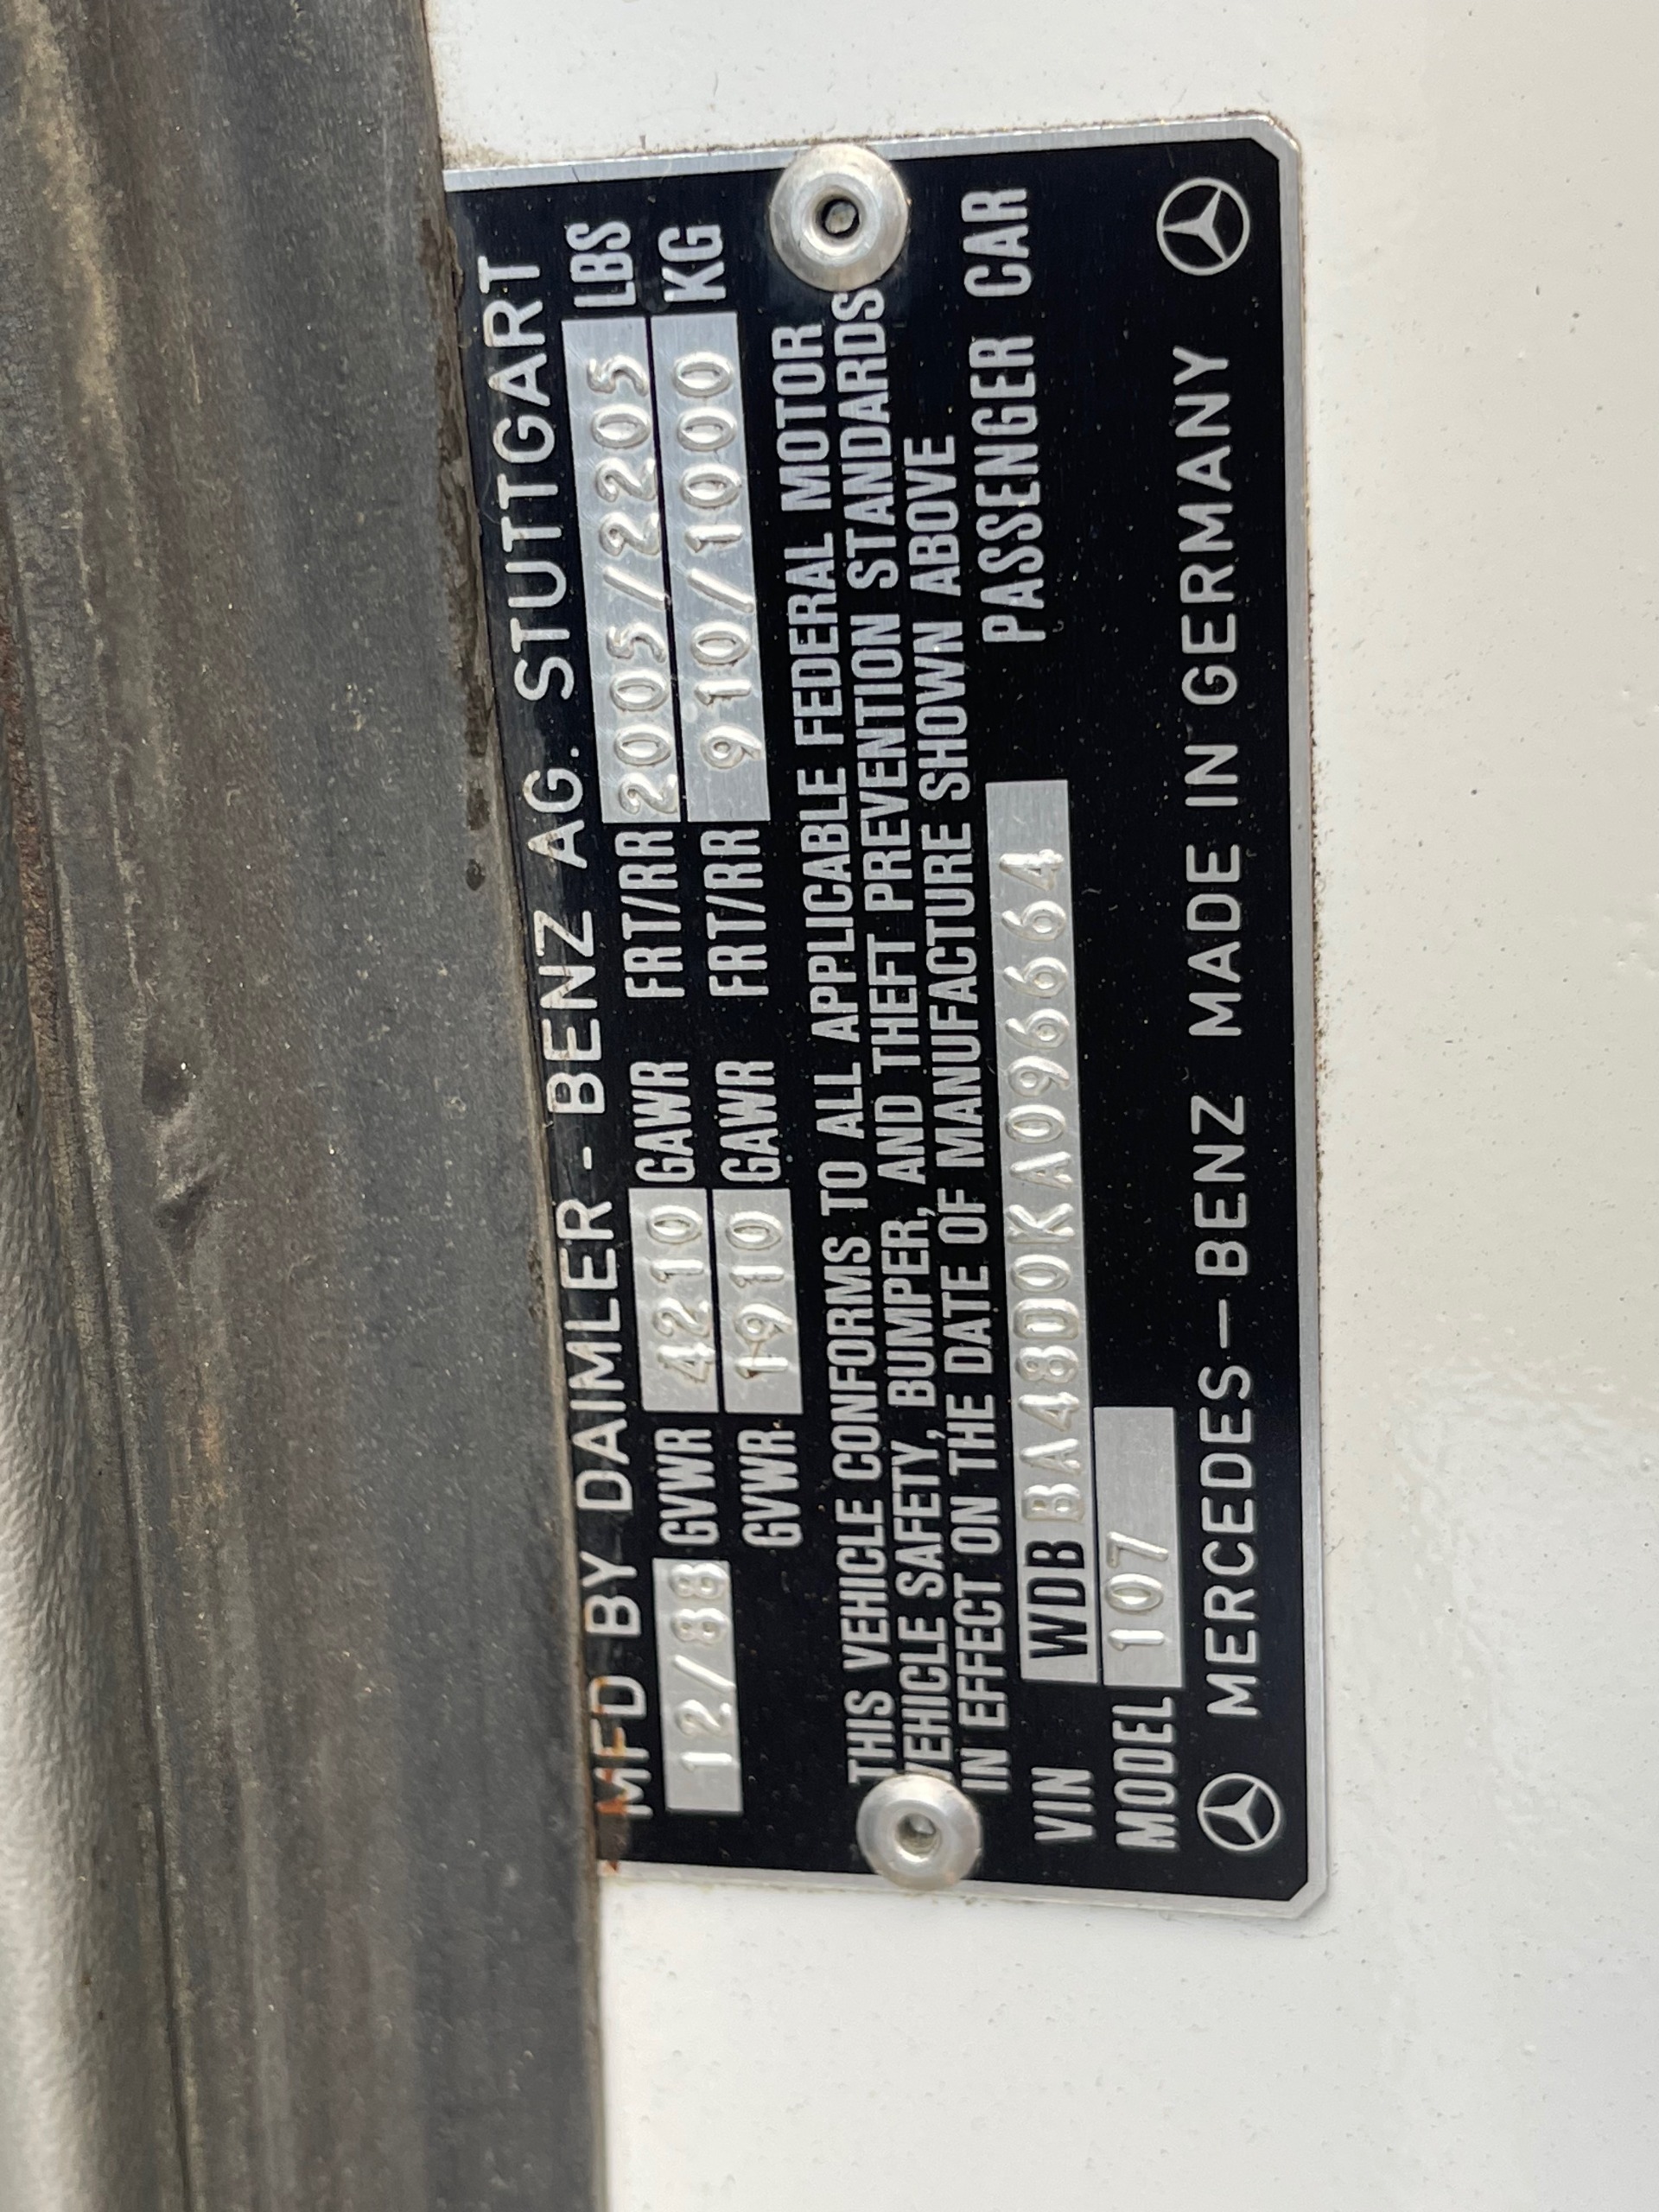 MFD BY DAIMLER - BENZ AG. STUTTGART
12/88 GVWR 4210 GAWR FRT/RR 2005/2205 LBS
GVWR 1910 GAWR FRT/RR 910/1000 KG
THIS VEHICLE CONFORMS TO ALL APPLICABLE FEDERAL MOTOR
VEHICLE SAFETY, BUMPER, AND THEFT PREVENTION STANDARDS
IN EFFECT ON THE DATE OF MANUFACTURE SHOWN ABOVE
VIN WDB BA48D0KA096664 PASSENGER CAR
MODEL 107
MERCEDES-BENZ MADE IN GERMANY